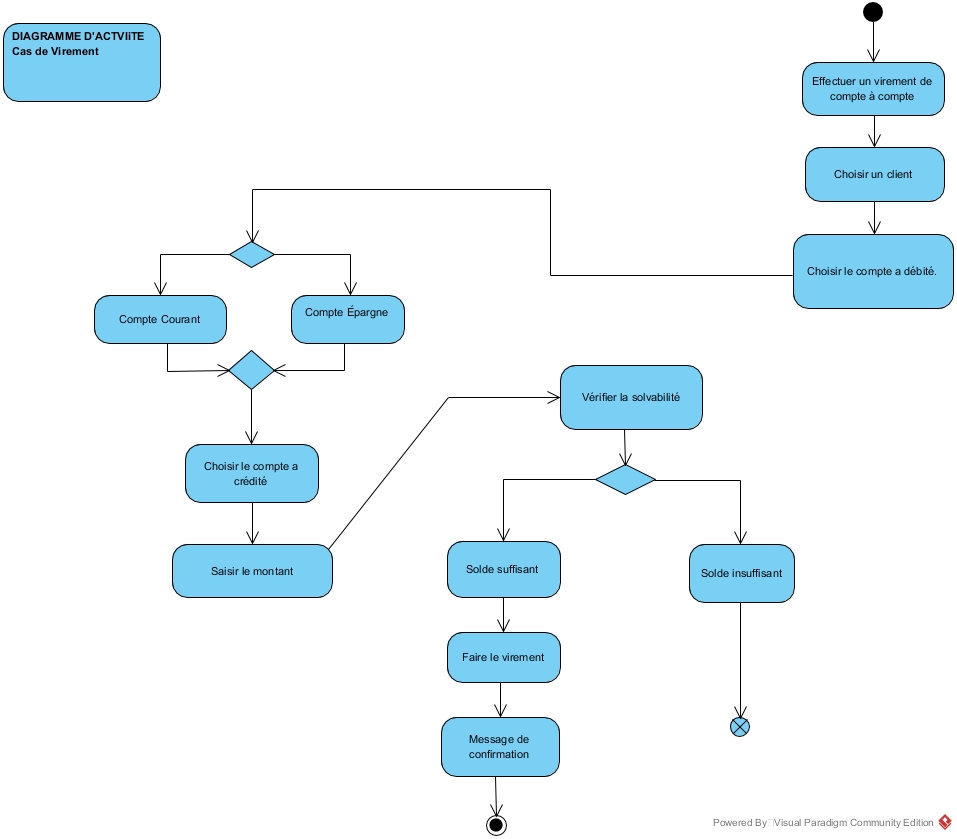 DIAGRAMME D'ACTVIITE
Cas de Virement
Effectuer un virement de
compte à compte
Choisir un client
Choisir le compte a débité.
Compte Courant
Compte Épargne
Choisir le compte a
crédité
Saisir le montant
Vérifier la solvabilité
Solde suffisant
Solde insuffisant
Faire le virement
Message de
confirmation
Powered By Visual Paradigm Community Edition